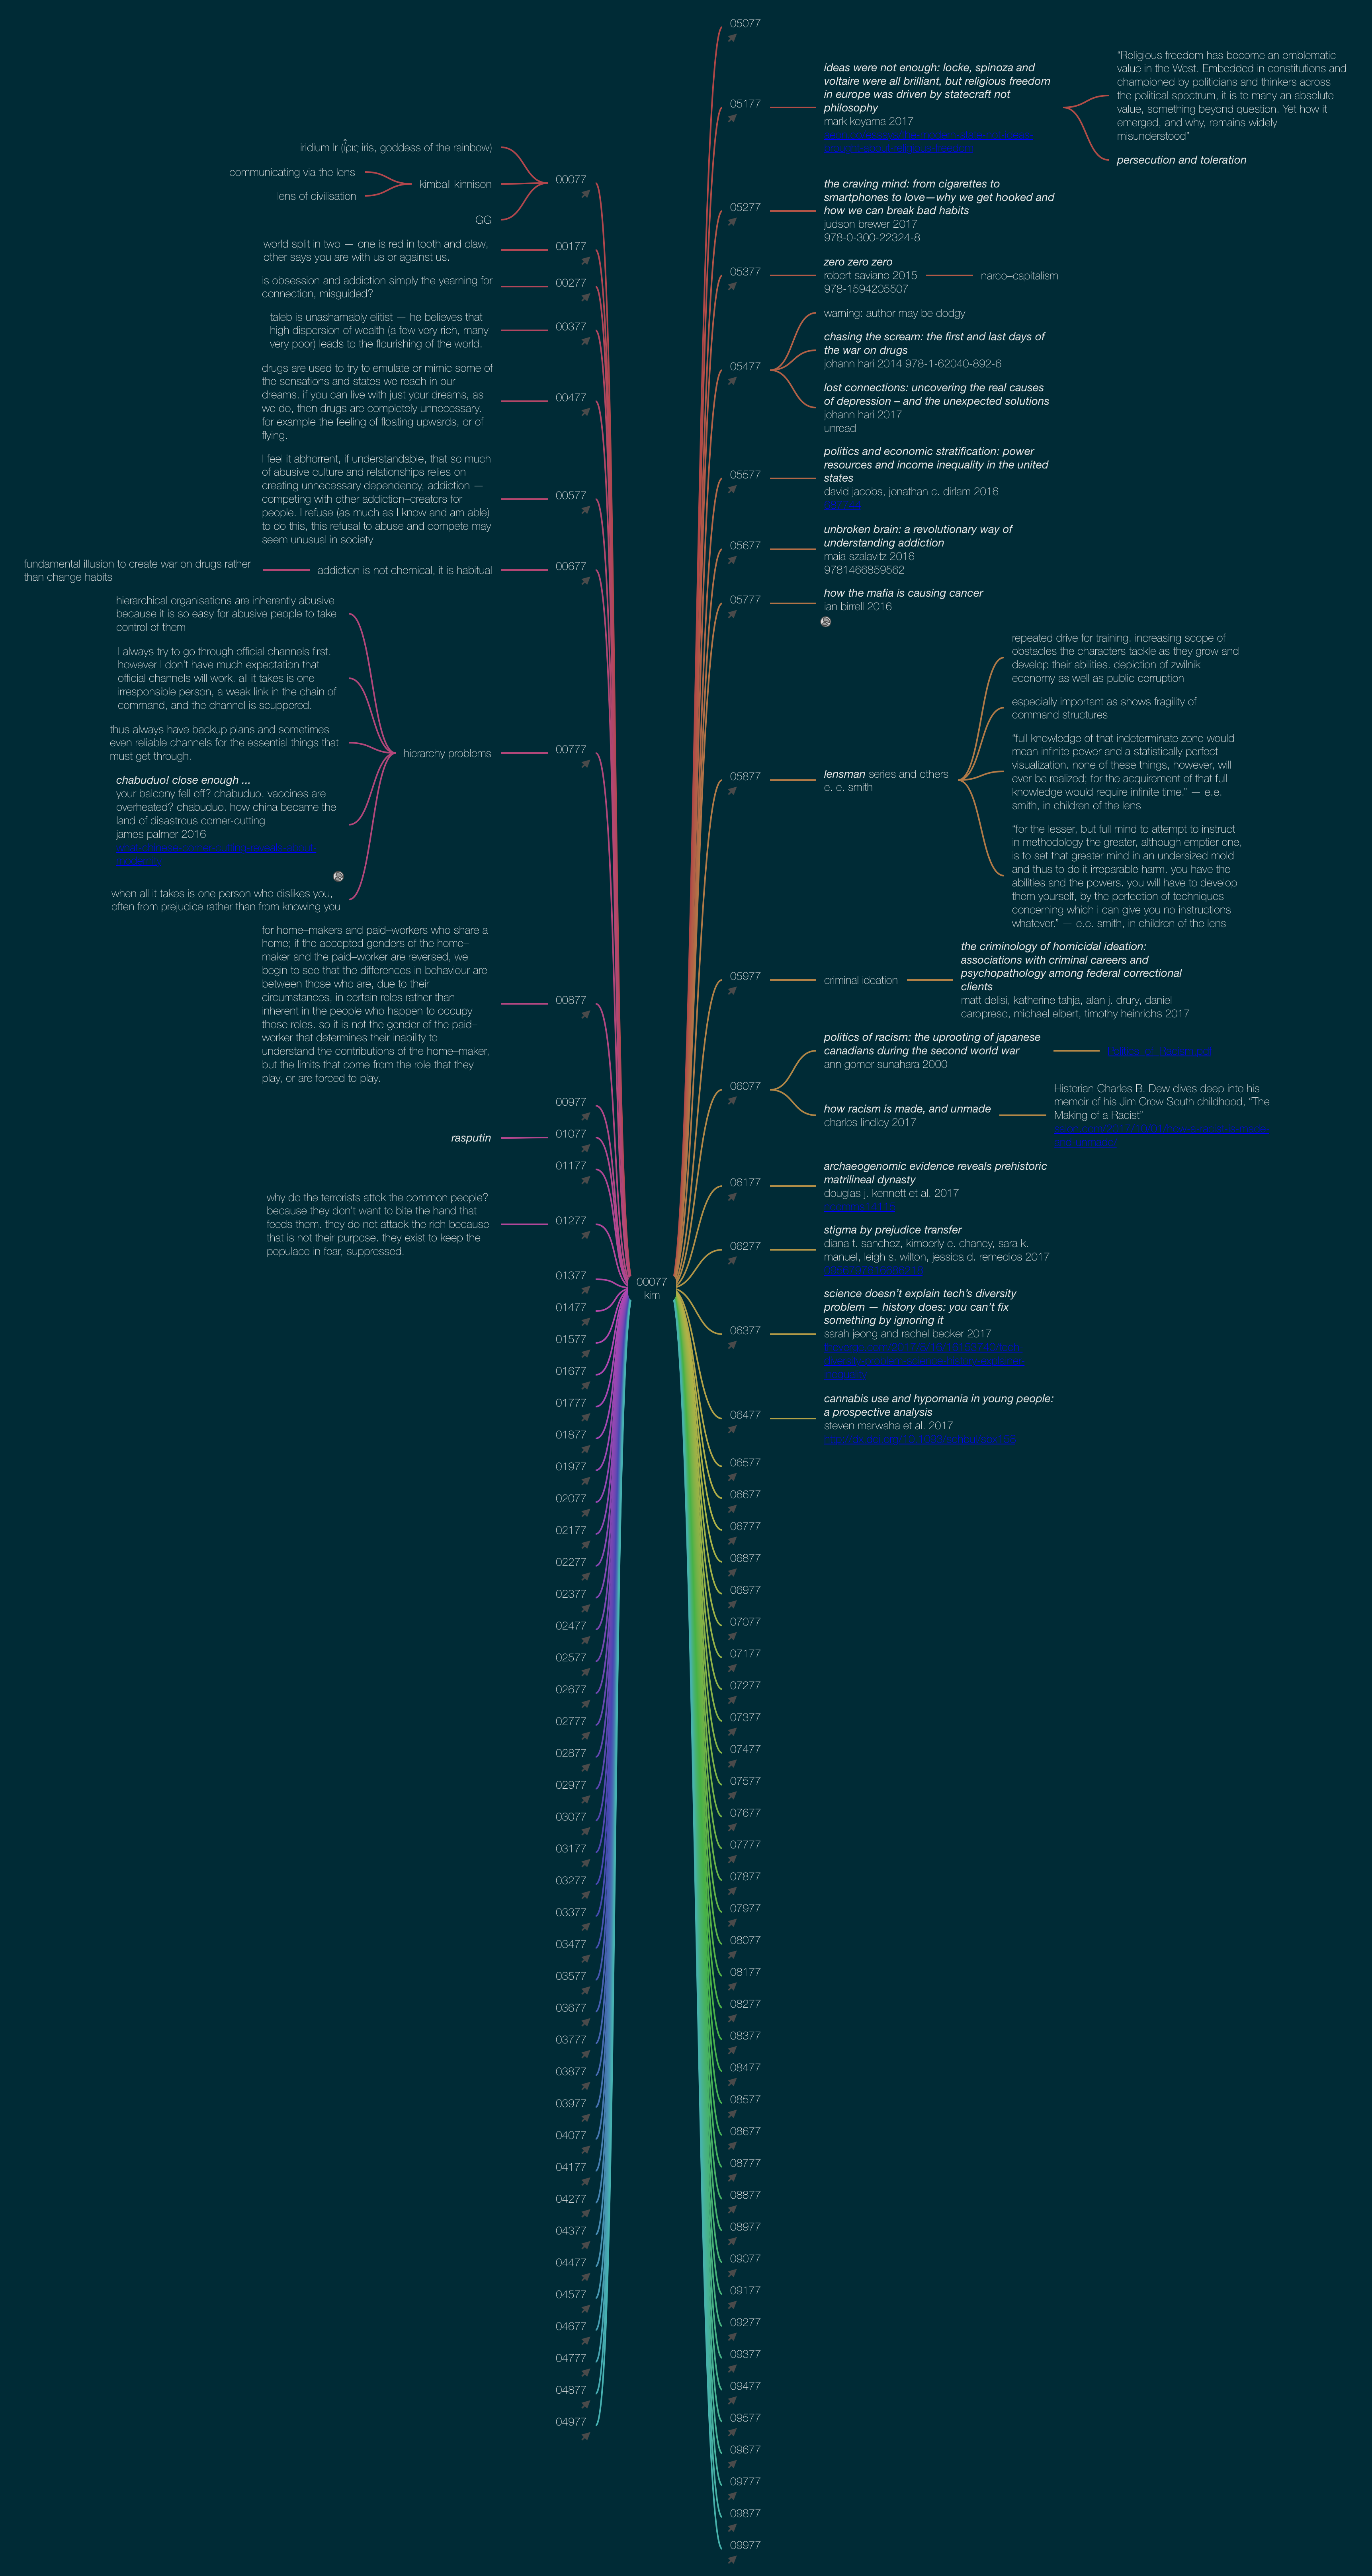 00077
kim
iridium Ir (ἶρις iris, goddess of the rainbow)
communicating via the lens
lens of civilisation
kimball kinnison
GG
00077
world split in two — one is red in tooth and claw,
other says you are with us or against us.
00177
is obsession and addiction simply the yearning for
connection, misguided?
00277
taleb is unashamably elitist — he believes that
high dispersion of wealth (a few very rich, many
very poor) leads to the flourishing of the world.
00377
drugs are used to try to emulate or mimic some of
the sensations and states we reach in our
dreams. if you can live with just your dreams, as
we do, then drugs are completely unnecessary.
for example the feeling of floating upwards, or of
flying.
00477
I feel it abhorrent, if understandable, that so much
of abusive culture and relationships relies on
creating unnecessary dependency, addiction —
competing with other addiction–creators for
people. I refuse (as much as I know and am able)
to do this, this refusal to abuse and compete may
seem unusual in society
00577
fundamental illusion to create war on drugs rather
than change habits
addiction is not chemical, it is habitual
00677
hierarchical organisations are inherently abusive
because it is so easy for abusive people to take
control of them
I always try to go through official channels first.
however I don't have much expectation that
official channels will work. all it takes is one
irresponsible person, a weak link in the chain of
command, and the channel is scuppered.
thus always have backup plans and sometimes
even reliable channels for the essential things that
must get through.
chabuduo! close enough ...
your balcony fell off? chabuduo. vaccines are
overheated? chabuduo. how china became the
land of disastrous corner-cutting
james palmer 2016
when all it takes is one person who dislikes you,
often from prejudice rather than from knowing you
hierarchy problems
00777
for home–makers and paid–workers who share a
home; if the accepted genders of the home–
maker and the paid–worker are reversed, we
begin to see that the differences in behaviour are
between those who are, due to their
circumstances, in certain roles rather than
inherent in the people who happen to occupy
those roles. so it is not the gender of the paid–
worker that determines their inability to
understand the contributions of the home–maker,
but the limits that come from the role that they
play, or are forced to play.
00877
00977
rasputin
01077
01177
why do the terrorists attck the common people?
because they don't want to bite the hand that
feeds them. they do not attack the rich because
that is not their purpose. they exist to keep the
populace in fear, suppressed.
01277
01377
01477
01577
01677
01777
01877
01977
02077
02177
02277
02377
02477
02577
02677
02777
02877
02977
03077
03177
03277
03377
03477
03577
03677
03777
03877
03977
04077
04177
04277
04377
04477
04577
04677
04777
04877
04977
05077
05177
ideas were not enough: locke, spinoza and
voltaire were all brilliant, but religious freedom
in europe was driven by statecraft not
philosophy
mark koyama 2017
“Religious freedom has become an emblematic
value in the West. Embedded in constitutions and
championed by politicians and thinkers across
the political spectrum, it is to many an absolute
value, something beyond question. Yet how it
emerged, and why, remains widely
misunderstood”
persecution and toleration
05277
the craving mind: from cigarettes to
smartphones to love—why we get hooked and
how we can break bad habits
judson brewer 2017
978-0-300-22324-8
05377
zero zero zero
robert saviano 2015
978-1594205507
narco–capitalism
05477
warning: author may be dodgy
chasing the scream: the first and last days of
the war on drugs
johann hari 2014 978-1-62040-892-6
lost connections: uncovering the real causes
of depression – and the unexpected solutions
johann hari 2017
unread
05577
politics and economic stratification: power
resources and income inequality in the united
states
david jacobs, jonathan c. dirlam 2016
05677
unbroken brain: a revolutionary way of
understanding addiction
maia szalavitz 2016
9781466859562
05777
how the mafia is causing cancer
ian birrell 2016
05877
lensman series and others
e. e. smith
repeated drive for training. increasing scope of
obstacles the characters tackle as they grow and
develop their abilities. depiction of zwilnik
economy as well as public corruption
especially important as shows fragility of
command structures
“full knowledge of that indeterminate zone would
mean infinite power and a statistically perfect
visualization. none of these things, however, will
ever be realized; for the acquirement of that full
knowledge would require infinite time.” — e.e.
smith, in children of the lens
“for the lesser, but full mind to attempt to instruct
in methodology the greater, although emptier one,
is to set that greater mind in an undersized mold
and thus to do it irreparable harm. you have the
abilities and the powers. you will have to develop
them yourself, by the perfection of techniques
concerning which i can give you no instructions
whatever.” — e.e. smith, in children of the lens
05977
criminal ideation
the criminology of homicidal ideation:
associations with criminal careers and
psychopathology among federal correctional
clients
matt delisi, katherine tahja, alan j. drury, daniel
caropreso, michael elbert, timothy heinrichs 2017
06077
politics of racism: the uprooting of japanese
canadians during the second world war
ann gomer sunahara 2000
how racism is made, and unmade
charles lindley 2017
Historian Charles B. Dew dives deep into his
memoir of his Jim Crow South childhood, “The
Making of a Racist”
06177
archaeogenomic evidence reveals prehistoric
matrilineal dynasty
douglas j. kennett et al. 2017
06277
stigma by prejudice transfer
diana t. sanchez, kimberly e. chaney, sara k.
manuel, leigh s. wilton, jessica d. remedios 2017
06377
science doesn't explain tech's diversity
problem — history does: you can't fix
something by ignoring it
sarah jeong and rachel becker 2017
06477
cannabis use and hypomania in young people:
a prospective analysis
steven marwaha et al. 2017
06577
06677
06777
06877
06977
07077
07177
07277
07377
07477
07577
07677
07777
07877
07977
08077
08177
08277
08377
08477
08577
08677
08777
08877
08977
09077
09177
09277
09377
09477
09577
09677
09777
09877
09977